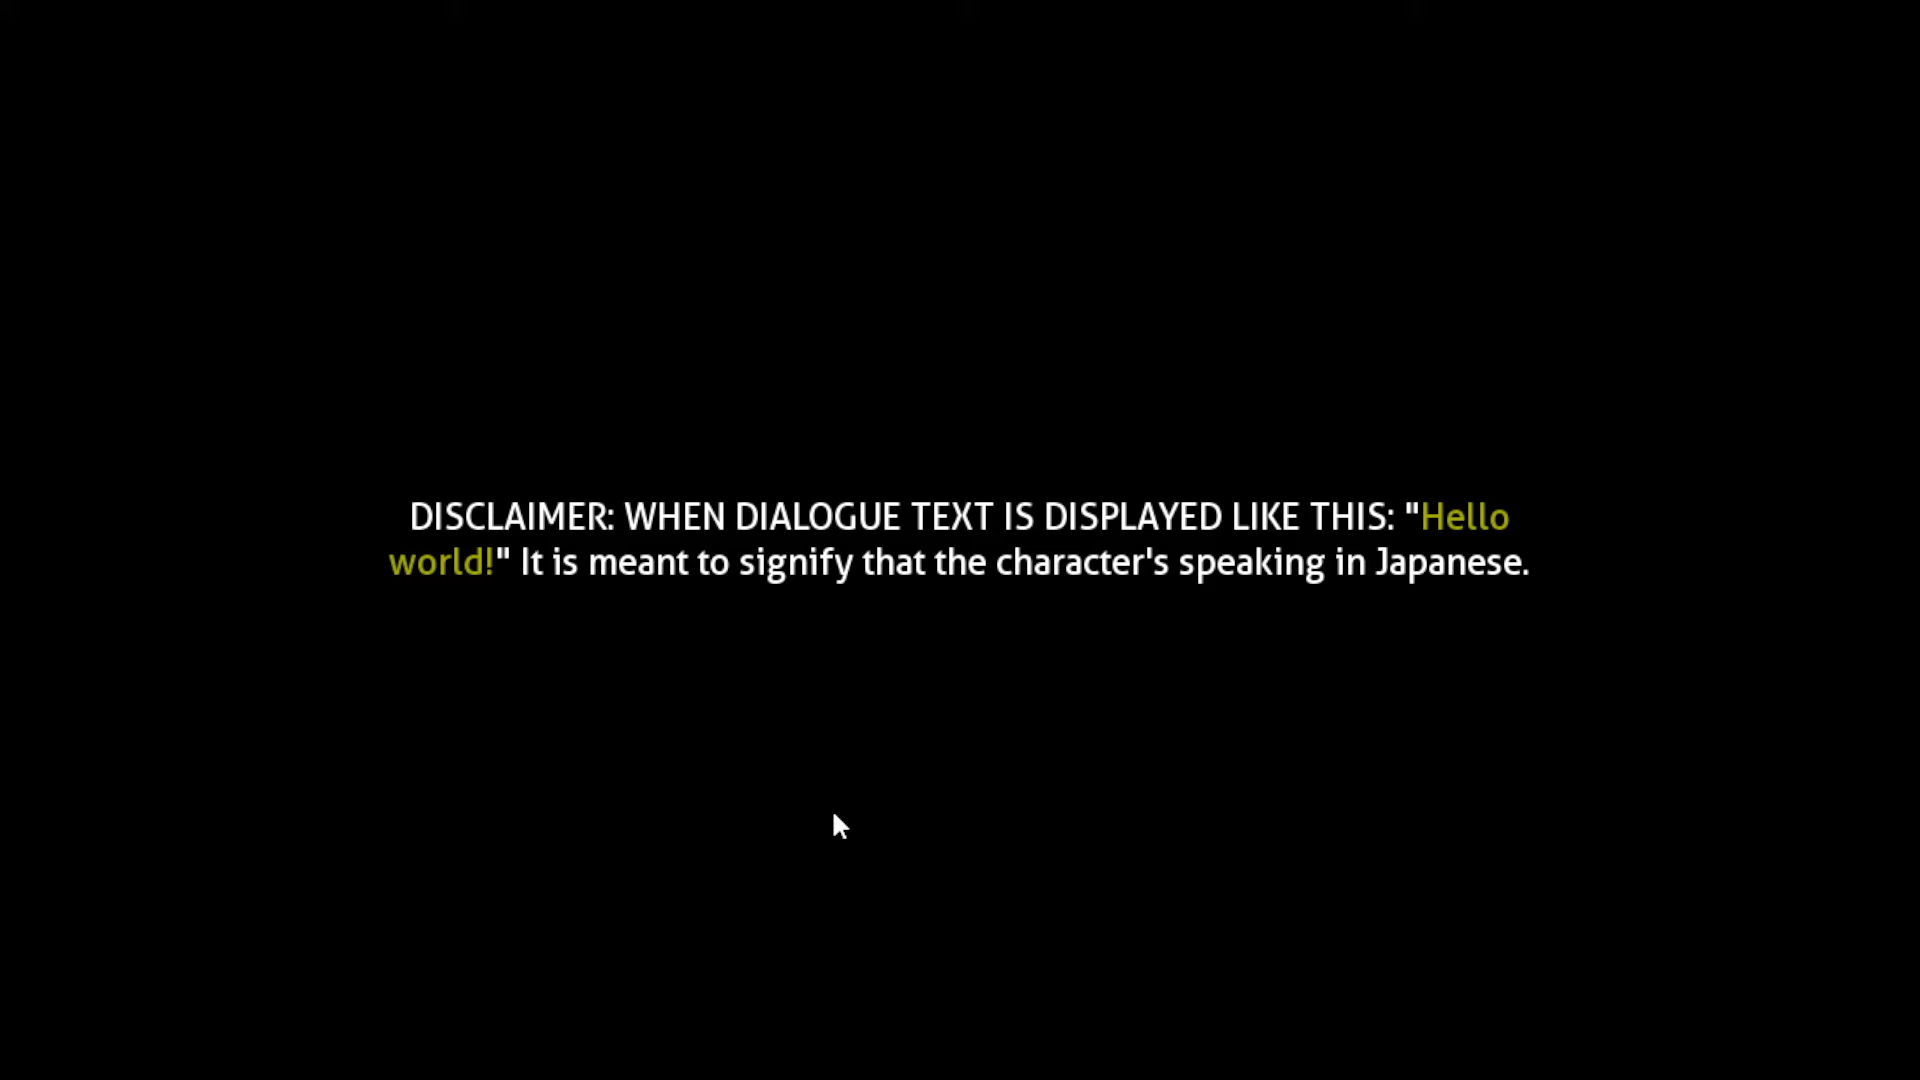 DISCLAIMER: WHEN DIALOGUE TEXT IS DISPLAYED LIKE THIS: "Hello
world!" It is meant to signify that the character's speaking in Japanese.